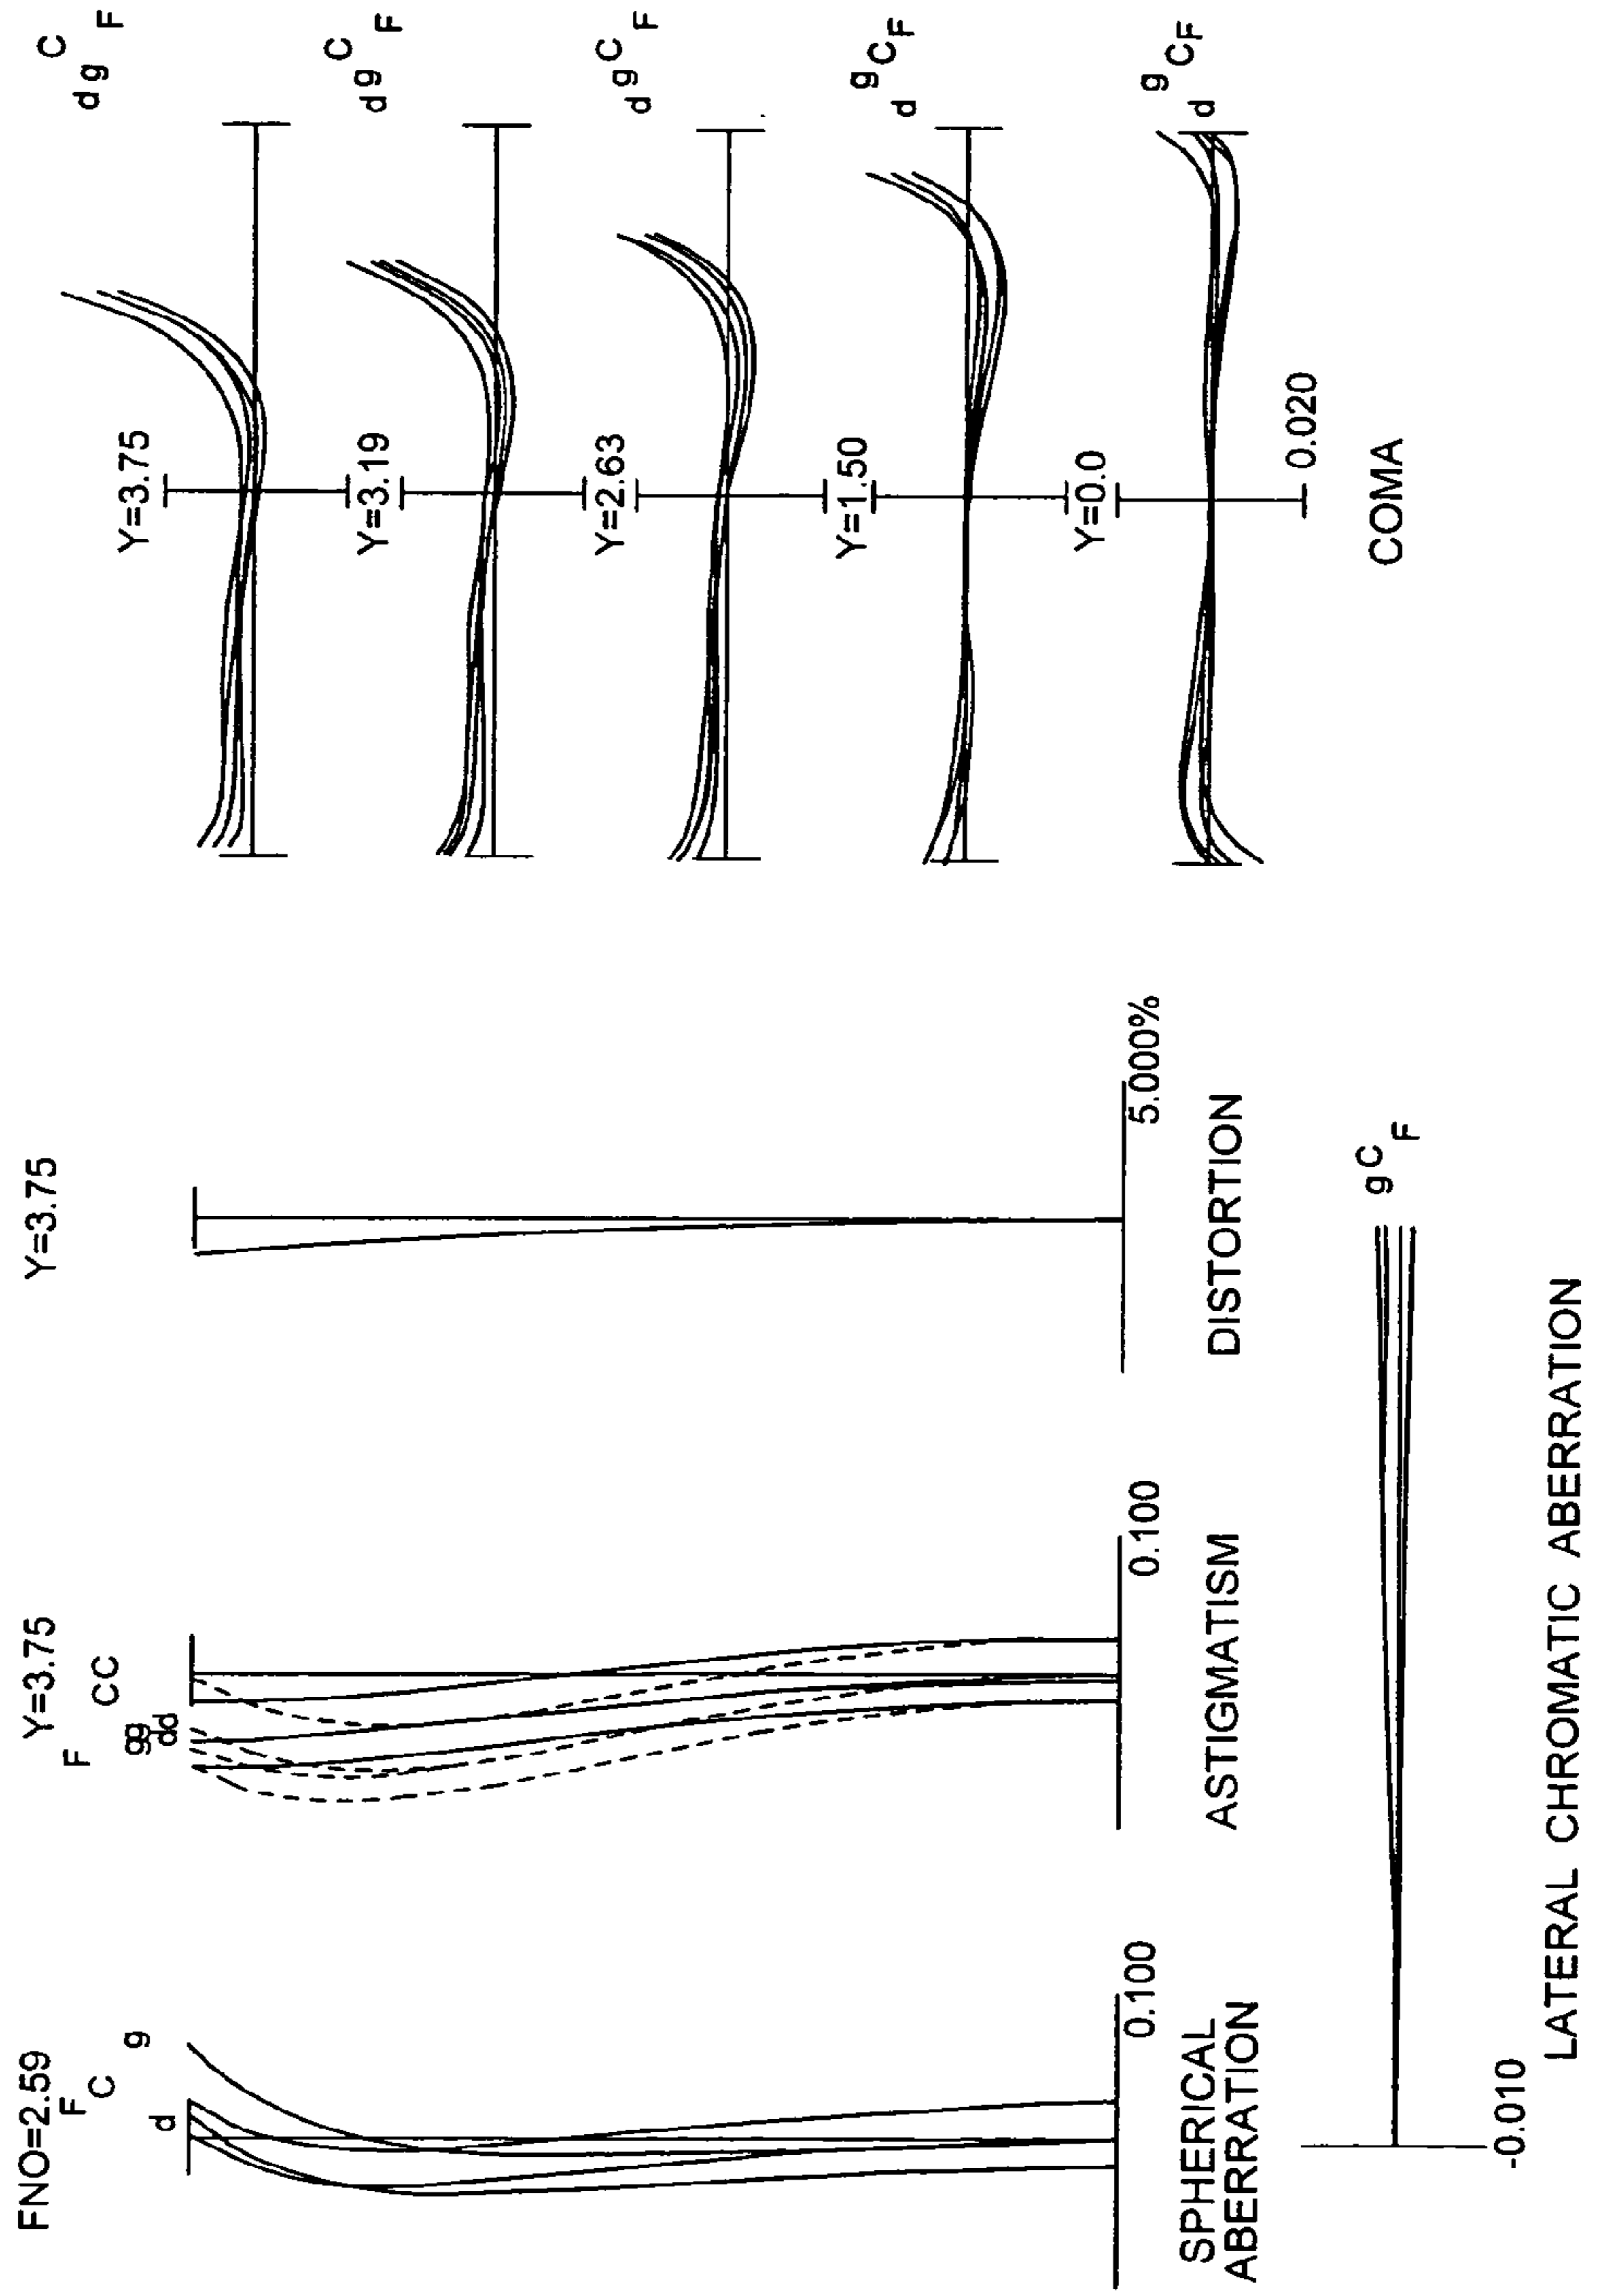 FNO=2.59
F
C
g
d
0.100
SPHERICAL
ABERRATION
Y=3.75
F
CC
gg
dd
0.100
ASTIGMATISM
Y=3.75
5.000%
DISTORTION
Y=3.75
d g C F
Y=3.19
d g C F
Y=2.63
d g C F
Y=1.50
d g C F
Y=0.0
d g C F
0.020
COMA
g C F
-0.010
LATERAL CHROMATIC ABERRATION